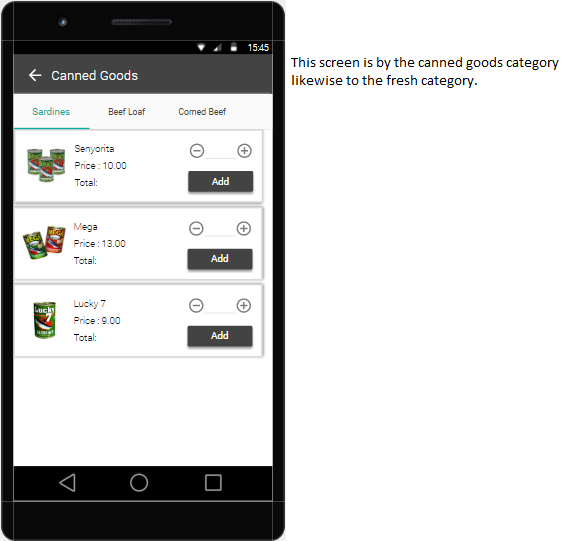 15:45
Canned Goods
Sardines Beef Loaf Corned Beef
Senyorita
Price : 10.00
Total:
Add
Mega
Price : 13.00
Total:
Add
Lucky 7
Lucky 7
Price : 9.00
Total:
Add
This screen is by the canned goods category
likewise to the fresh category.